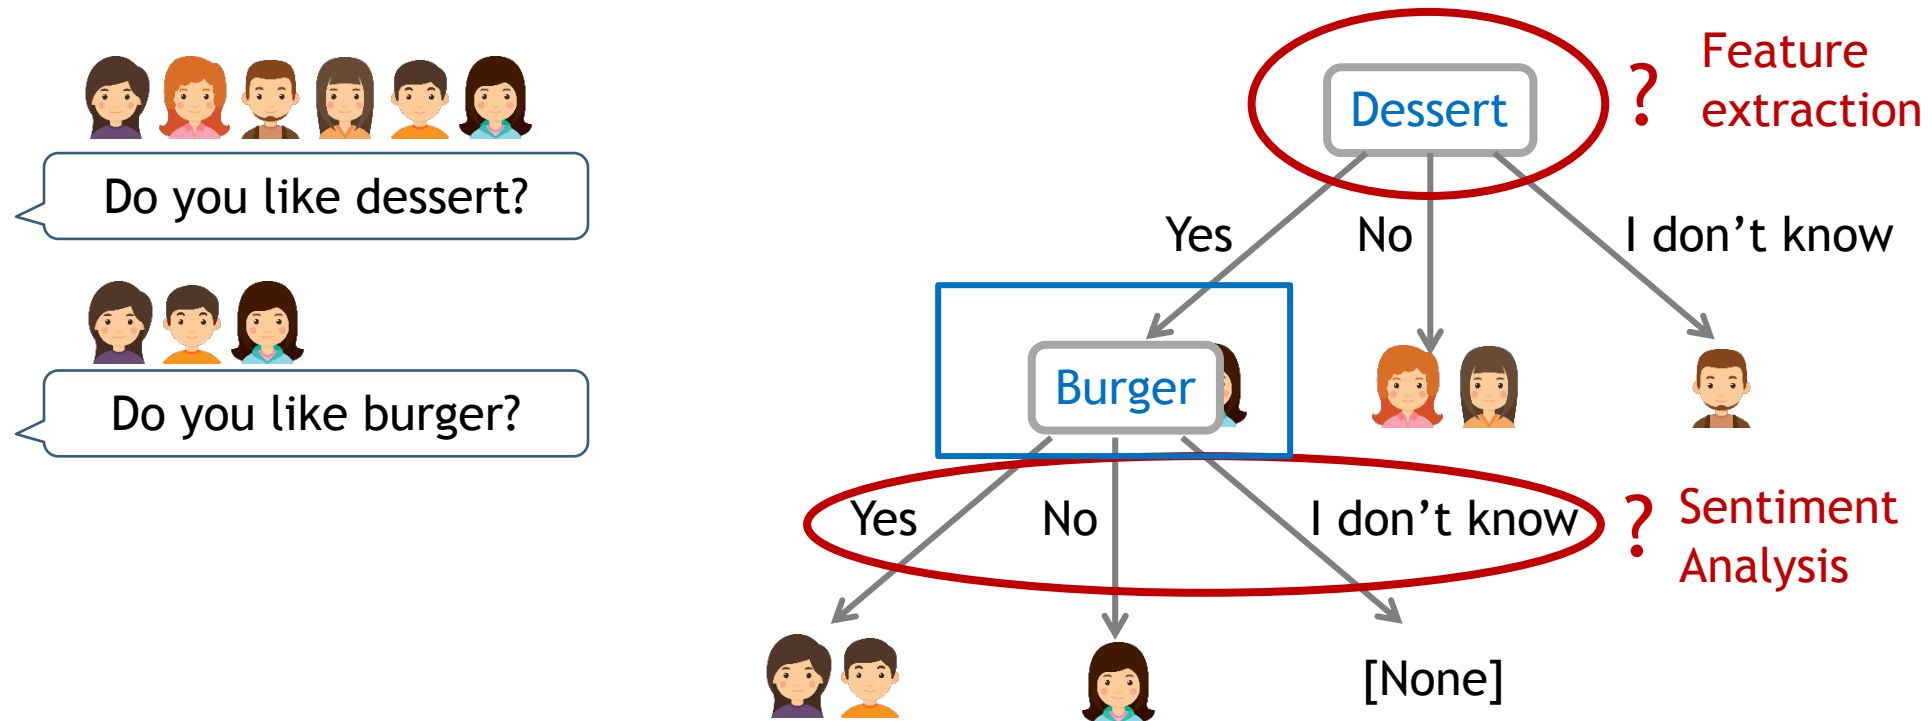 Do you like dessert?
Do you like burger?
Dessert
?
Feature
extraction
Yes
No
I don’t know
Burger
Yes
No
I don’t know
?
Sentiment
Analysis
[None]